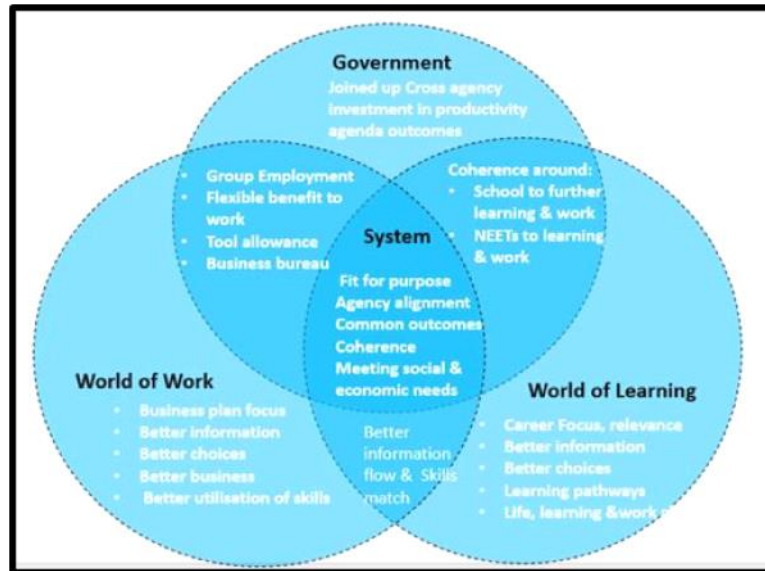 Government
Joined up Cross agency
investment in productivity
agenda outcomes
• Group Employment
• Flexible benefit to
work
• Tool allowance
• Business bureau
Coherence around:
• School to further
learning & work
• NEETs to learning
& work
System
Fit for purpose
Agency alignment
Common outcomes
Coherence
Meeting social &
economic needs
World of Work
• Business plan focus
• Better information
• Better choices
• Better business
• Better utilisation of skills
Better
information
flow & Skills
match
World of Learning
• Career Focus, relevance
• Better information
• Better choices
• Learning pathways
• Life, learning &work